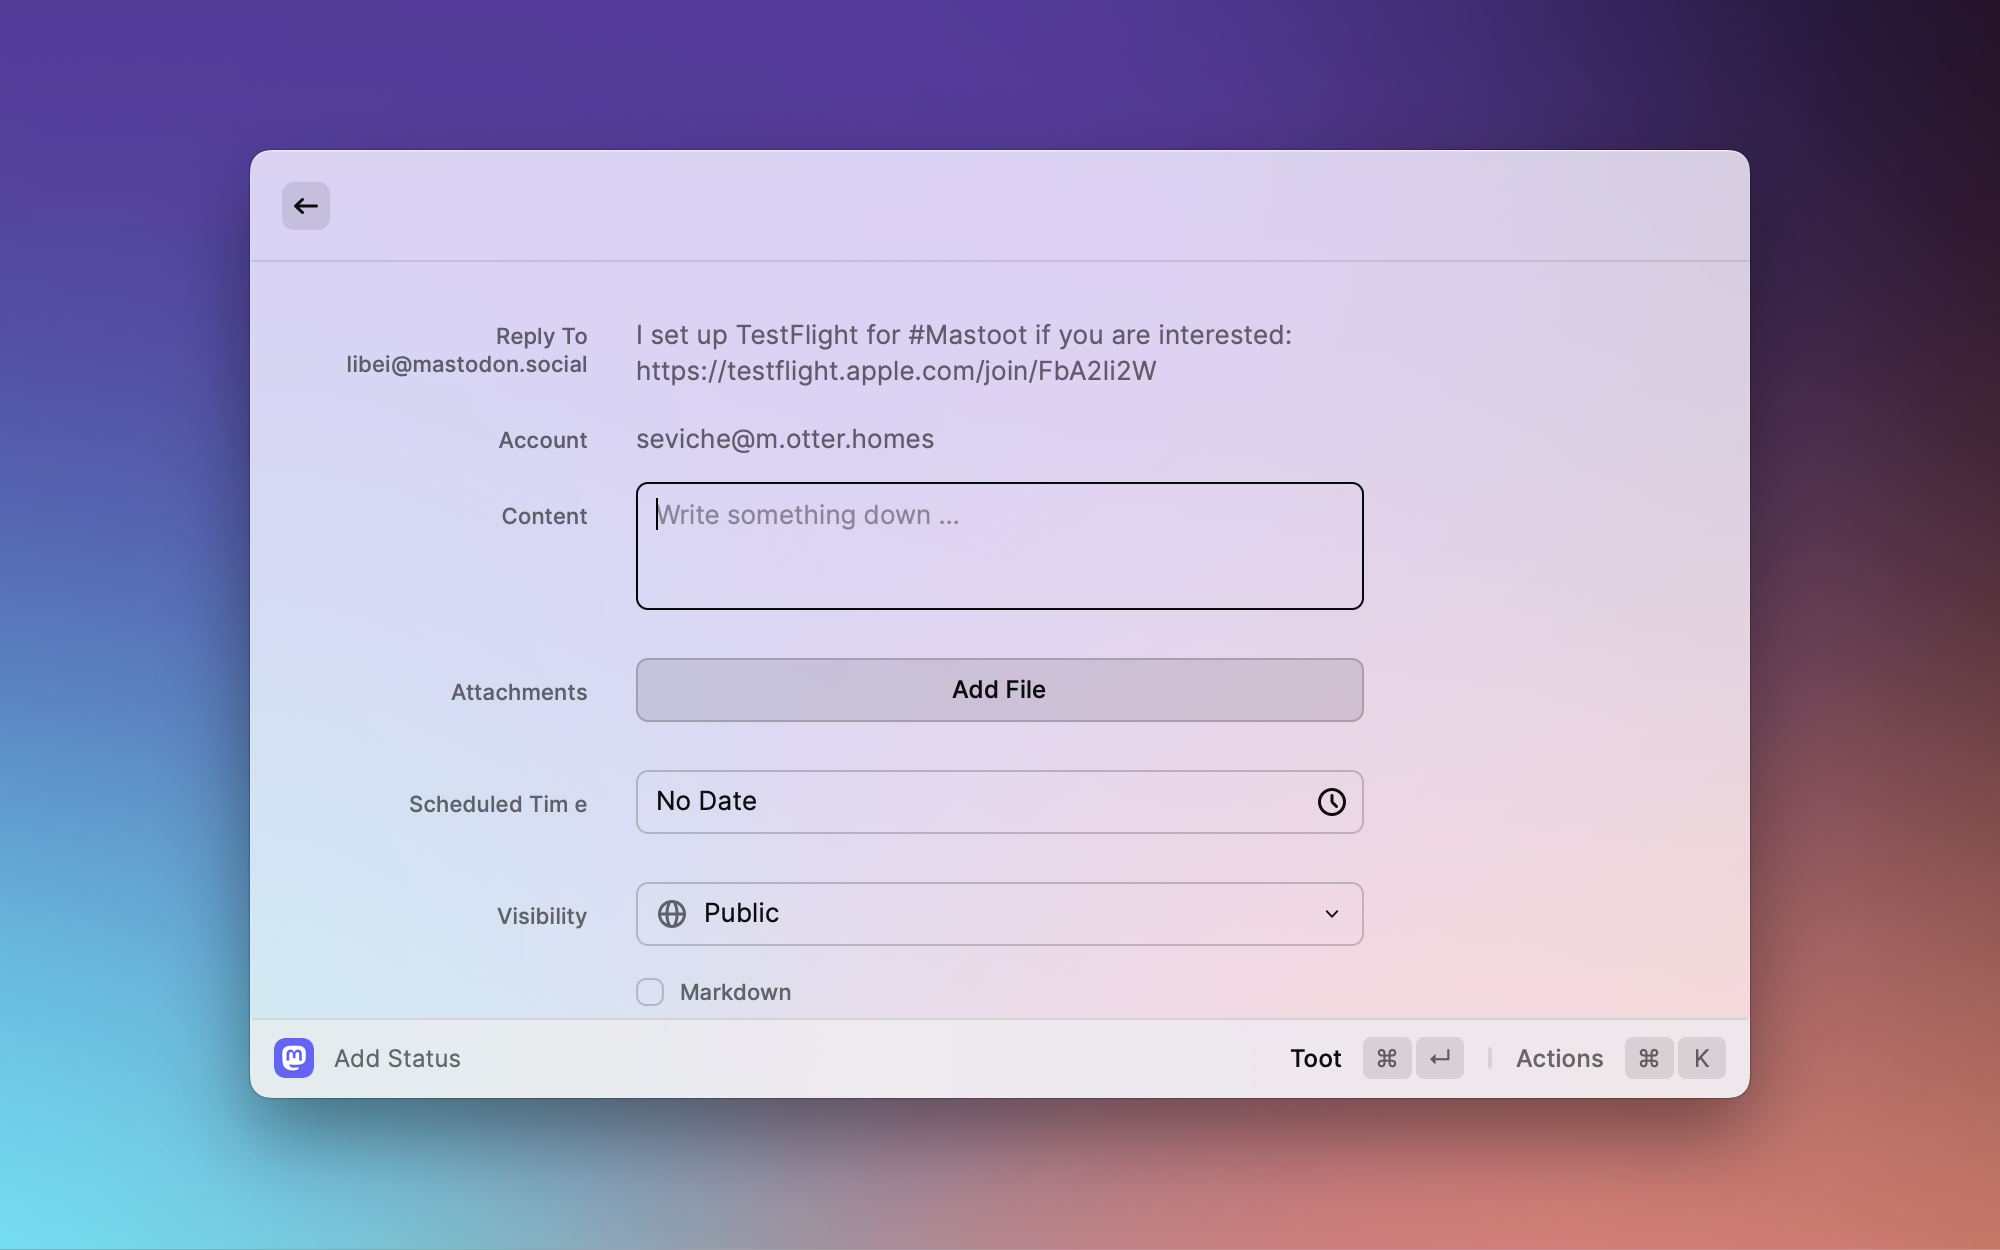 Reply To
libei@mastodon.social
I set up TestFlight for #Mastoot if you are interested:
https://testflight.apple.com/join/FbA2Ii2W
Account
seviche@m.otter.homes
Content
Write something down ...
Attachments
Add File
Scheduled Tim e
No Date
Visibility
Public
Markdown
Add Status
Toot ⌘ ↵ | Actions ⌘ K